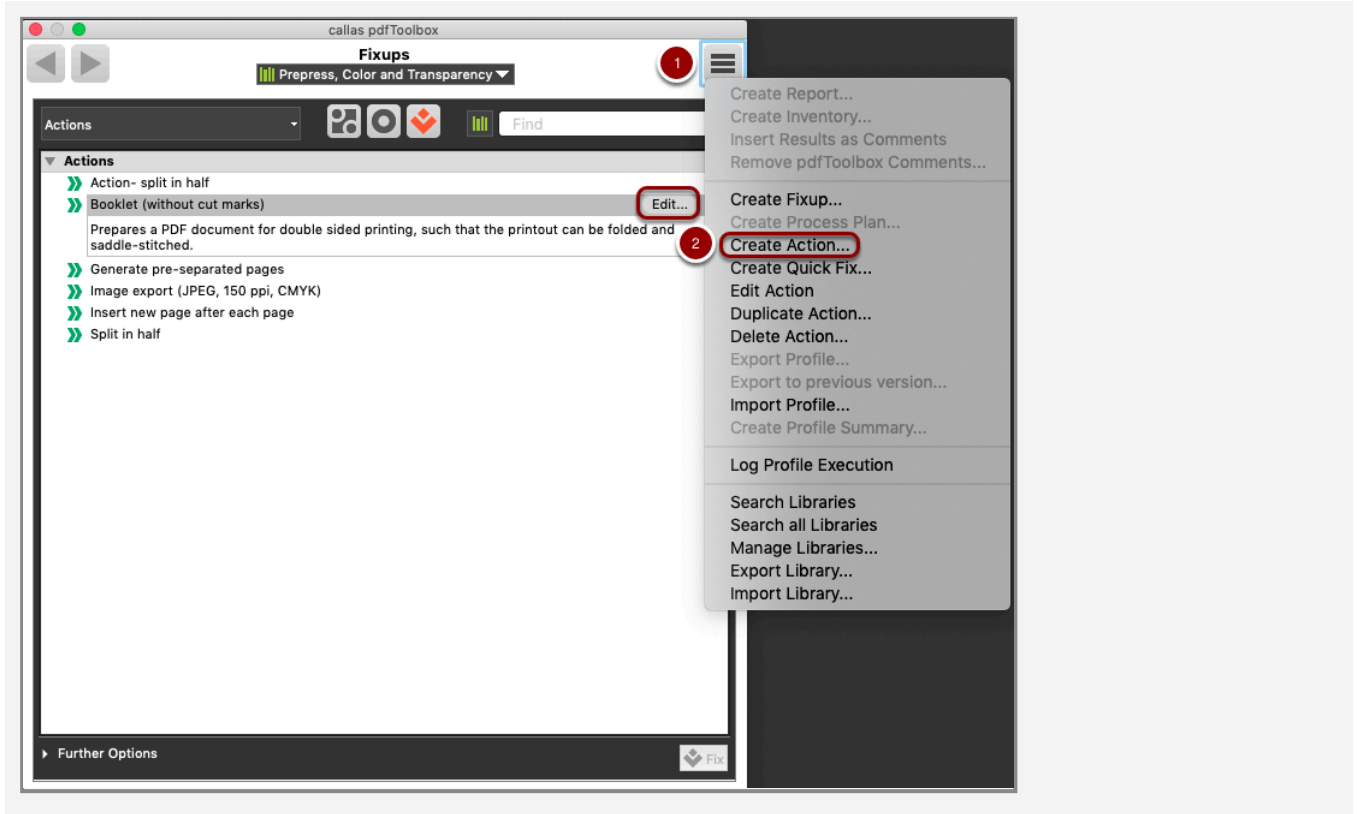 callas pdfToolbox
Fixups
Prepress, Color and Transparency
1
Actions
Find
Actions
Action- split in half
Booklet (without cut marks)
Edit...
Prepares a PDF document for double sided printing, such that the printout can be folded and
saddle-stitched.
Generate pre-separated pages
Image export (JPEG, 150 ppi, CMYK)
Insert new page after each page
Split in half
Further Options
Fix
Create Report...
Create Inventory...
Insert Results as Comments
Remove pdfToolbox Comments...
Create Fixup...
Create Process Plan...
2
Create Action...
Create Quick Fix...
Edit Action
Duplicate Action...
Delete Action...
Export Profile...
Export to previous version...
Import Profile...
Create Profile Summary...
Log Profile Execution
Search Libraries
Search all Libraries
Manage Libraries...
Export Library...
Import Library...